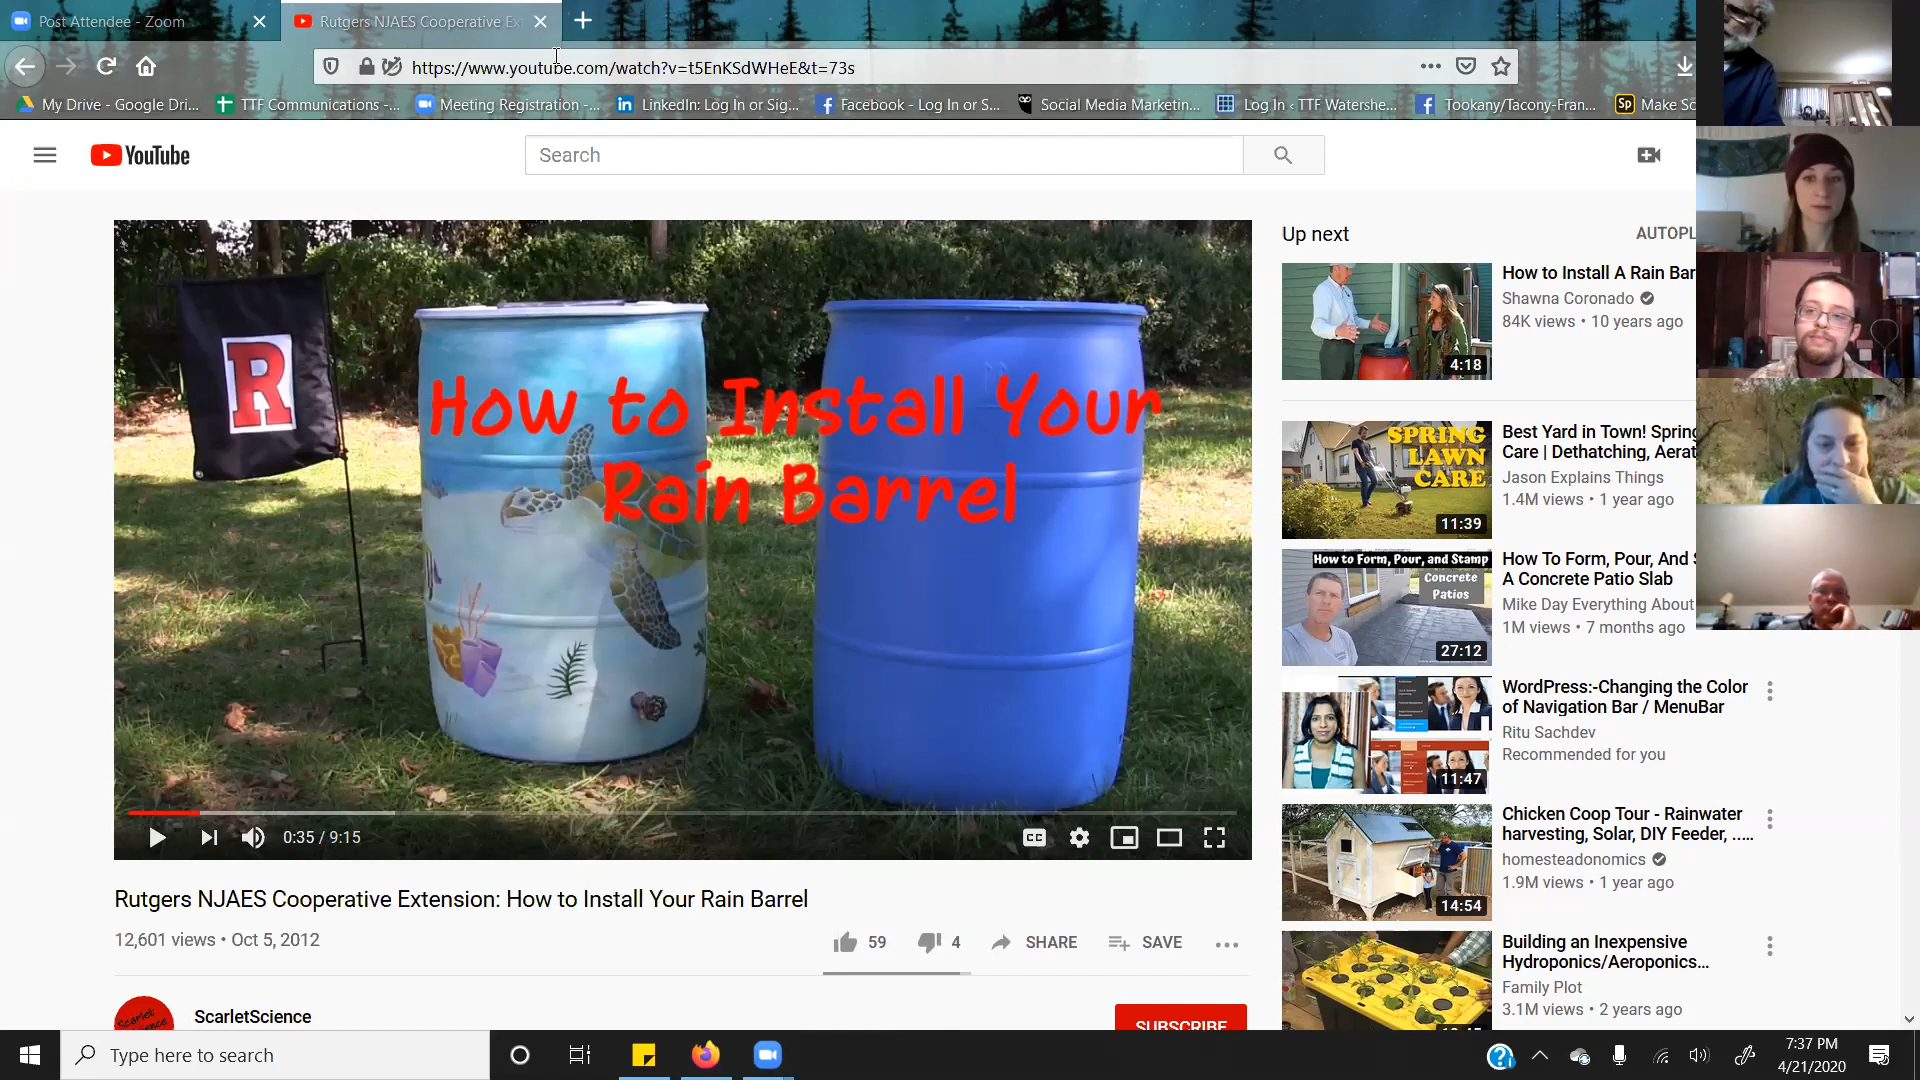 Post Attendee - Zoom
Rutgers NJAES Cooperative Ex
https://www.youtube.com/watch?v=t5EnKSdWHeE&t=73s
My Drive - Google Dri...
TTF Communications -...
Meeting Registration -...
LinkedIn: Log In or Sig...
Facebook - Log In or S...
Social Media Marketin...
Log In ‹ TTF Watershe...
Tookany/Tacony-Fran...
Sp Make Sc
YouTube
Search
R
How to Install Your
Rain Barrel
0:35 / 9:15
CC
Rutgers NJAES Cooperative Extension: How to Install Your Rain Barrel
12,601 views • Oct 5, 2012
59
4
SHARE
SAVE
Scarlet
ScarletScience
SUBSCRIBE
Up next
AUTOPL
4:18
How to Install A Rain Bar
Shawna Coronado
84K views • 10 years ago
SPRING
LAWN
CARE
11:39
Best Yard in Town! Spring
Care | Dethatching, Aerat
Jason Explains Things
1.4M views • 1 year ago
How to Form, Pour, and Stamp
Concrete
Patios
27:12
How To Form, Pour, And S
A Concrete Patio Slab
Mike Day Everything About
1M views • 7 months ago
11:47
WordPress:-Changing the Color
of Navigation Bar / MenuBar
Ritu Sachdev
Recommended for you
14:54
Chicken Coop Tour - Rainwater
harvesting, Solar, DIY Feeder, .....
homesteadonomics
1.9M views • 1 year ago
Building an Inexpensive
Hydroponics/Aeroponics...
Family Plot
3.1M views • 2 years ago
Type here to search
7:37 PM
4/21/2020